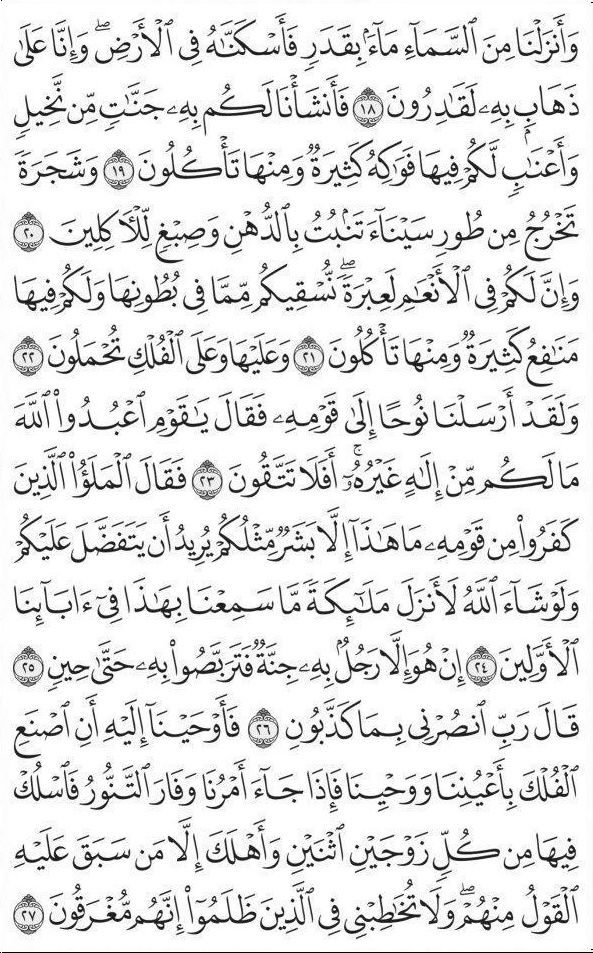 وَأَنزَلۡنَا مِنَ ٱلسَّمَآءِ مَآءَۢ بِقَدَرٖ فَأَسۡكَنَّٰهُ فِي ٱلۡأَرۡضِۖ وَإِنَّا عَلَىٰ
ذَهَابِۭ بِهِۦ لَقَٰدِرُونَ ١٨ فَأَنشَأۡنَا لَكُم بِهِۦ جَنَّٰتٖ مِّن نَّخِيلٖ
وَأَعۡنَٰبٖ لَّكُمۡ فِيهَا فَوَٰكِهُ كَثِيرَةٞ وَمِنۡهَا تَأۡكُلُونَ ١٩ وَشَجَرَةٗ
تَخۡرُجُ مِن طُورِ سَيۡنَآءَ تَنۢبُتُ بِٱلدُّهۡنِ وَصِبۡغٖ لِّلۡأٓكِلِينَ ٢٠
وَإِنَّ لَكُمۡ فِي ٱلۡأَنۡعَٰمِ لَعِبۡرَةٗۖ نُّسۡقِيكُم مِّمَّا فِي بُطُونِهَا وَلَكُمۡ فِيهَا
مَنَٰفِعُ كَثِيرَةٞ وَمِنۡهَا تَأۡكُلُونَ ٢١ وَعَلَيۡهَا وَعَلَى ٱلۡفُلۡكِ تُحۡمَلُونَ ٢٢
وَلَقَدۡ أَرۡسَلۡنَا نُوحًا إِلَىٰ قَوۡمِهِۦ فَقَالَ يَٰقَوۡمِ ٱعۡبُدُواْ ٱللَّهَ
مَا لَكُم مِّنۡ إِلَٰهٍ غَيۡرُهُۥٓۚ أَفَلَا تَتَّقُونَ ٢٣ فَقَالَ ٱلۡمَلَؤُاْ ٱلَّذِينَ
كَفَرُواْ مِن قَوۡمِهِۦ مَا هَٰذَآ إِلَّا بَشَرٞ مِّثۡلُكُمۡ يُرِيدُ أَن يَتَفَضَّلَ عَلَيۡكُمۡ
وَلَوۡ شَآءَ ٱللَّهُ لَأَنزَلَ مَلَٰٓئِكَةٗ مَّا سَمِعۡنَا بِهَٰذَا فِيٓ ءَابَآئِنَا
ٱلۡأَوَّلِينَ ٢٤ إِنۡ هُوَ إِلَّا رَجُلُۢ بِهِۦ جِنَّةٞ فَتَرَبَّصُواْ بِهِۦ حَتَّىٰ حِينٖ ٢٥
قَالَ رَبِّ ٱنصُرۡنِي بِمَا كَذَّبُونِ ٢٦ فَأَوۡحَيۡنَآ إِلَيۡهِ أَنِ ٱصۡنَعِ
ٱلۡفُلۡكَ بِأَعۡيُنِنَا وَوَحۡيِنَا فَإِذَا جَآءَ أَمۡرُنَا وَفَارَ ٱلتَّنُّورُ فَٱسۡلُكۡ
فِيهَا مِن كُلّٖ زَوۡجَيۡنِ ٱثۡنَيۡنِ وَأَهۡلَكَ إِلَّا مَن سَبَقَ عَلَيۡهِ
ٱلۡقَوۡلُ مِنۡهُمۡۖ وَلَا تُخَٰطِبۡنِي فِي ٱلَّذِينَ ظَلَمُوٓاْ إِنَّهُم مُّغۡرَقُونَ ٢٧